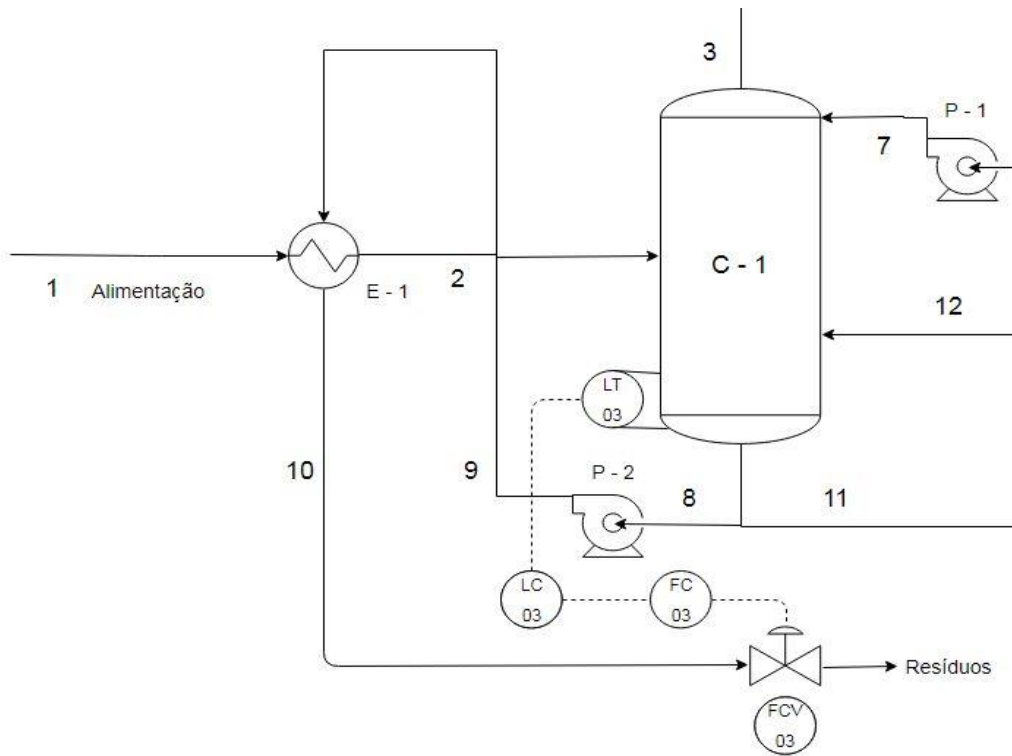 3
P - 1
7
C - 1
1
Alimentação
E - 1
2
12
LT
03
10
9
P - 2
8
11
LC
03
FC
03
Resíduos
FCV
03